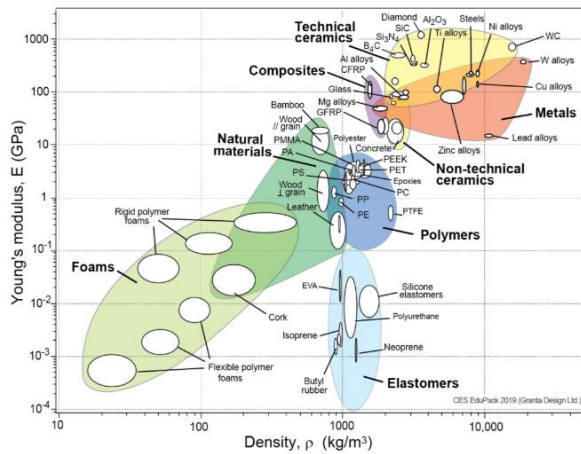 Technical ceramics
Diamond
SiC
Si₃N₄
B₄C
Al₂O₃
Ti alloys
Steels
Ni alloys
WC
W alloys
Cu alloys
Metals
Lead alloys
Zinc alloys
Composites
Al alloys
CFRP
Glass
Mg alloys
GFRP
Concrete
Non-technical ceramics
Bamboo
Wood
// grain
Natural materials
PMMA
PA
PS
Polyester
PEEK
PET
Epoxies
PC
PP
PE
PTFE
Polymers
Wood
⊥ grain
Leather
Rigid polymer foams
Foams
Cork
Flexible polymer foams
EVA
Silicone elastomers
Polyurethane
Isoprene
Neoprene
Butyl rubber
Elastomers
1000
100
10
1
10⁻¹
10⁻²
10⁻³
10⁻⁴
Young's modulus, E (GPa)
10
100
1000
10,000
Density, ρ (kg/m³)
CES EduPack 2019 (Granta Design Ltd.)